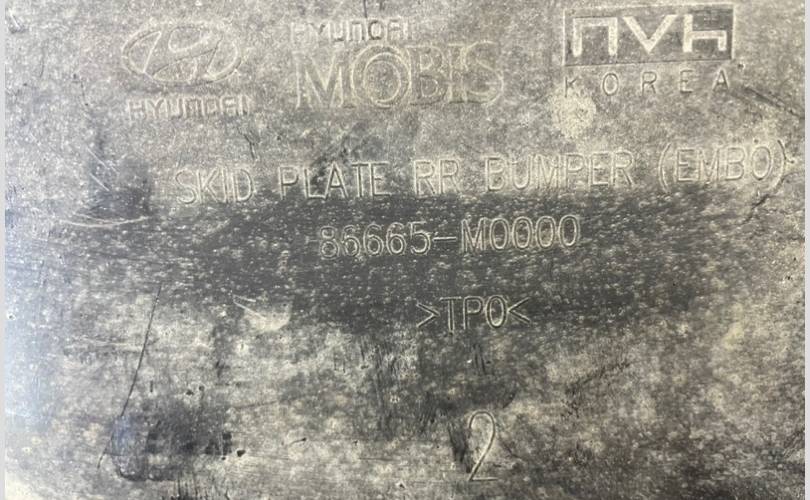 HYUNDAI
HYUNDAI
MOBIS
NVH
KOREA
SKID PLATE RR BUMPER (EMBO)
86665-M0000
>TPO<
2